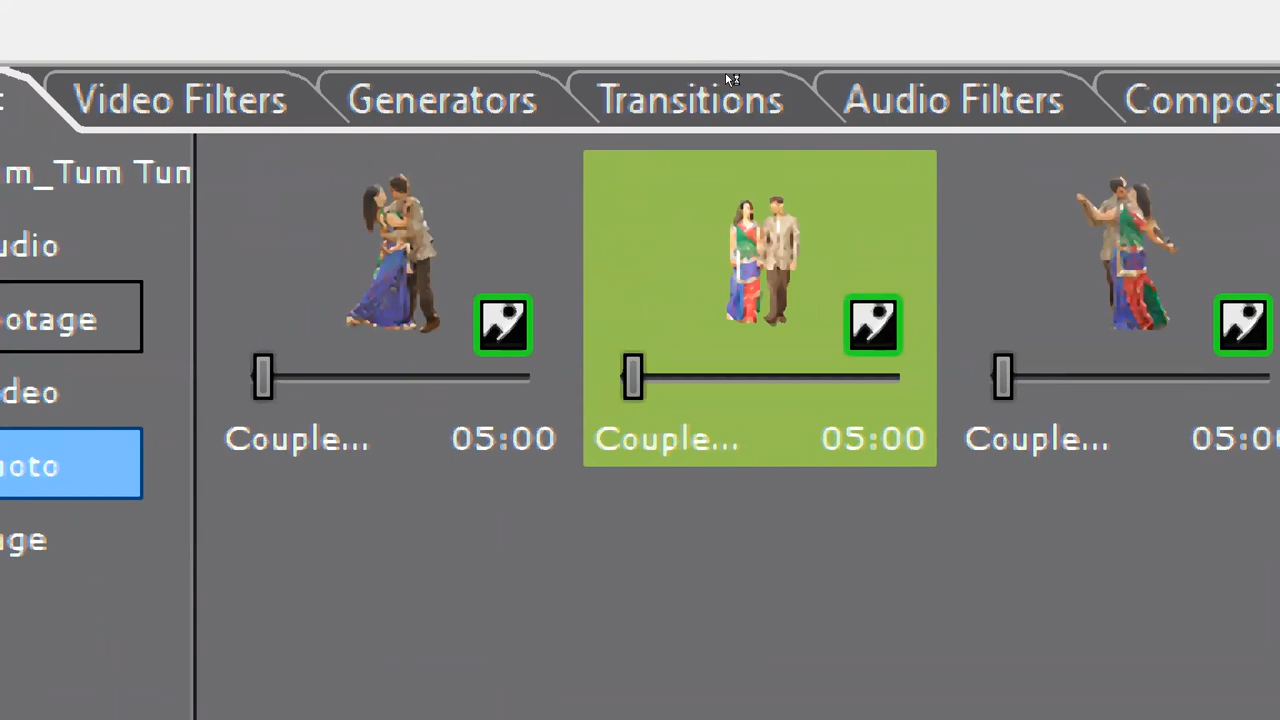 Video Filters Generators Transitions Audio Filters Composi
m_Tum Tun
udio
otage
deo
oto
ge
Couple... 05:00 Couple... 05:00 Couple... 05:0